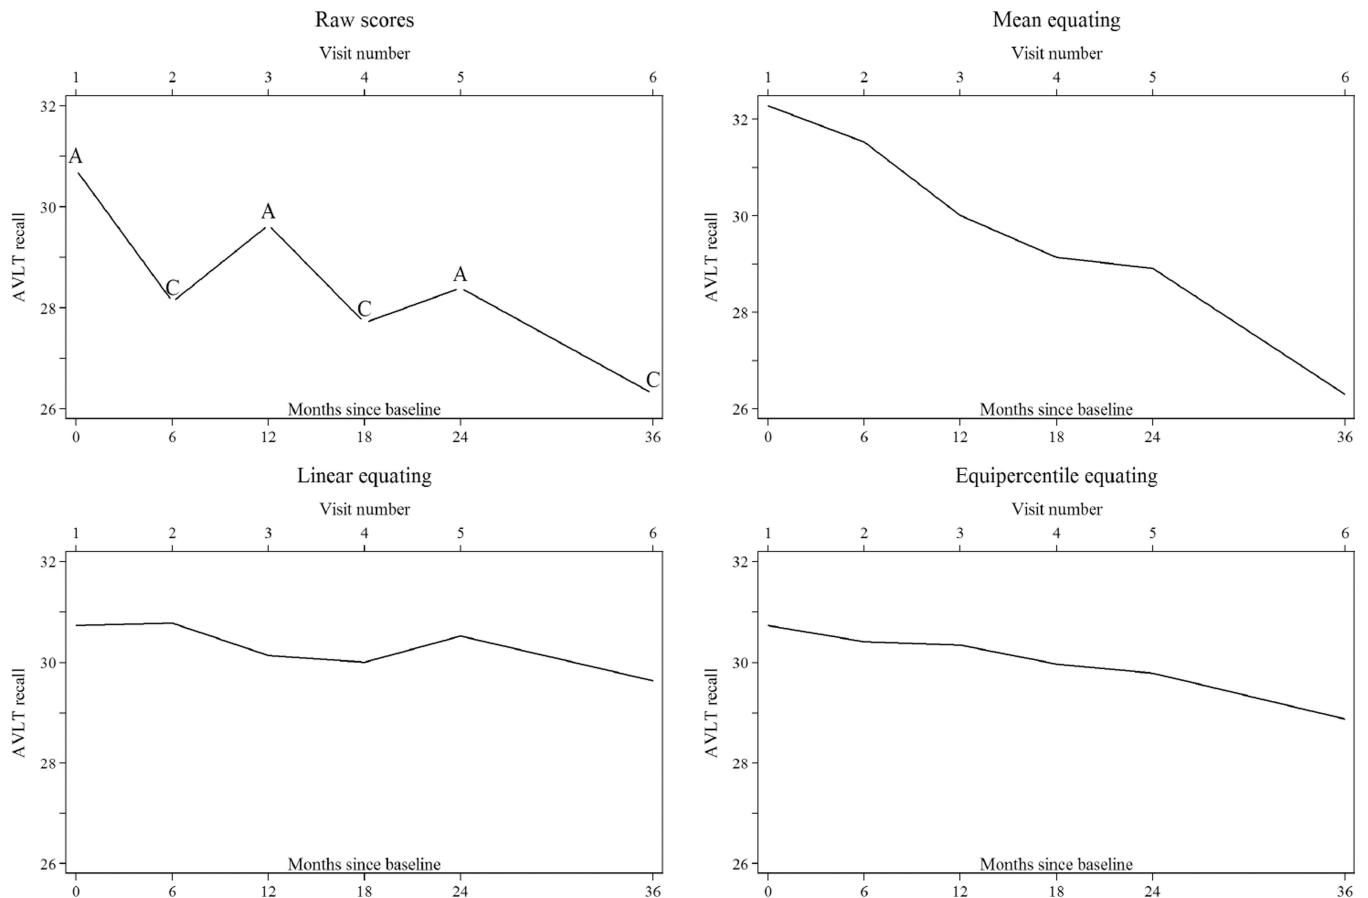 Raw scores
Visit number
1 2 3 4 5 6
32
30
28
26
AVLT recall
A
C
A
C
A
C
Months since baseline
0 6 12 18 24 36
Mean equating
Visit number
1 2 3 4 5 6
32
30
28
26
AVLT recall
Months since baseline
0 6 12 18 24 36
Linear equating
Visit number
1 2 3 4 5 6
32
30
28
26
AVLT recall
Months since baseline
0 6 12 18 24 36
Equipercentile equating
Visit number
1 2 3 4 5 6
32
30
28
26
AVLT recall
Months since baseline
0 6 12 18 24 36